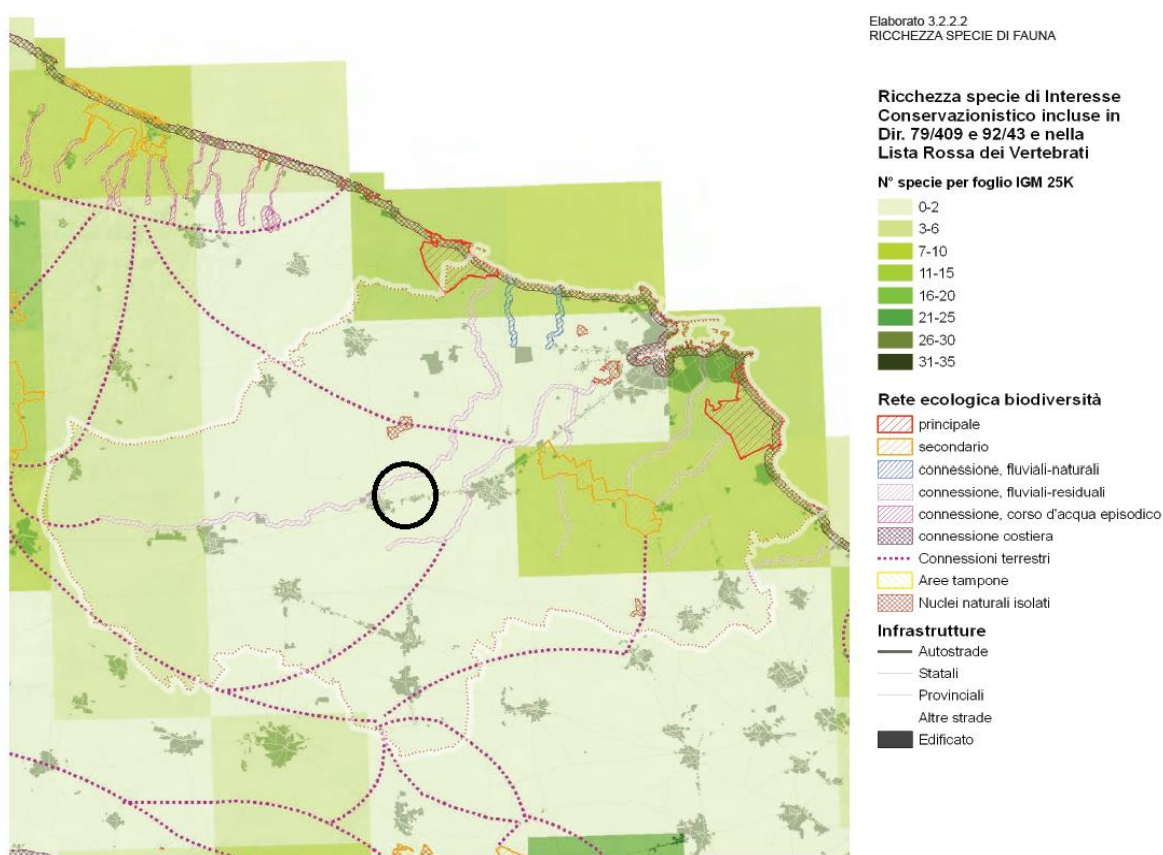 Elaborato 3.2.2.2
RICCHEZZA SPECIE DI FAUNA
Ricchezza specie di Interesse
Conservazionistico incluse in
Dir. 79/409 e 92/43 e nella
Lista Rossa dei Vertebrati
N° specie per foglio IGM 25K
0-2
3-6
7-10
11-15
16-20
21-25
26-30
31-35
Rete ecologica biodiversità
principale
secondario
connessione, fluviali-naturali
connessione, fluviali-residuali
connessione, corso d'acqua episodico
connessione costiera
Connessioni terrestri
Aree tampone
Nuclei naturali isolati
Infrastrutture
Autostrade
Statali
Provinciali
Altre strade
Edificato